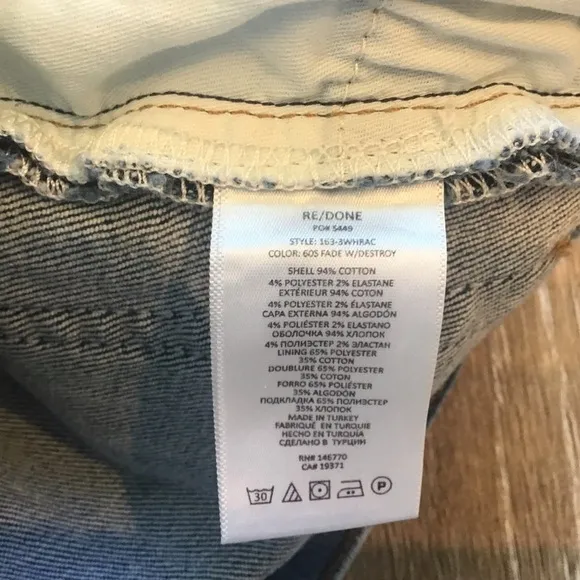 RE/DONE
PO# 5449
STYLE: 163-3WHRAC
COLOR: 60S FADE W/DESTROY
SHELL 94% COTTON
4% POLYESTER 2% ELASTANE
EXTÉRIEUR 94% COTON
4% POLYESTER 2% ÉLASTANE
CAPA EXTERNA 94% ALGODÓN
4% POLIÉSTER 2% ELASTANO
ОБОЛОЧКА 94% ХЛОПОК
4% ПОЛИЭСТЕР 2% ЭЛАСТАН
LINING 65% POLYESTER
35% COTTON
DOUBLURE 65% POLYESTER
35% COTON
FORRO 65% POLIÉSTER
35% ALGODÓN
ПОДКЛАДКА 65% ПОЛИЭСТЕР
35% ХЛОПОК
MADE IN TURKEY
FABRIQUÉ EN TURQUIE
HECHO EN TURQUÍA
СДЕЛАНО В ТУРЦИИ
RN# 146770
CA# 19371
30 P